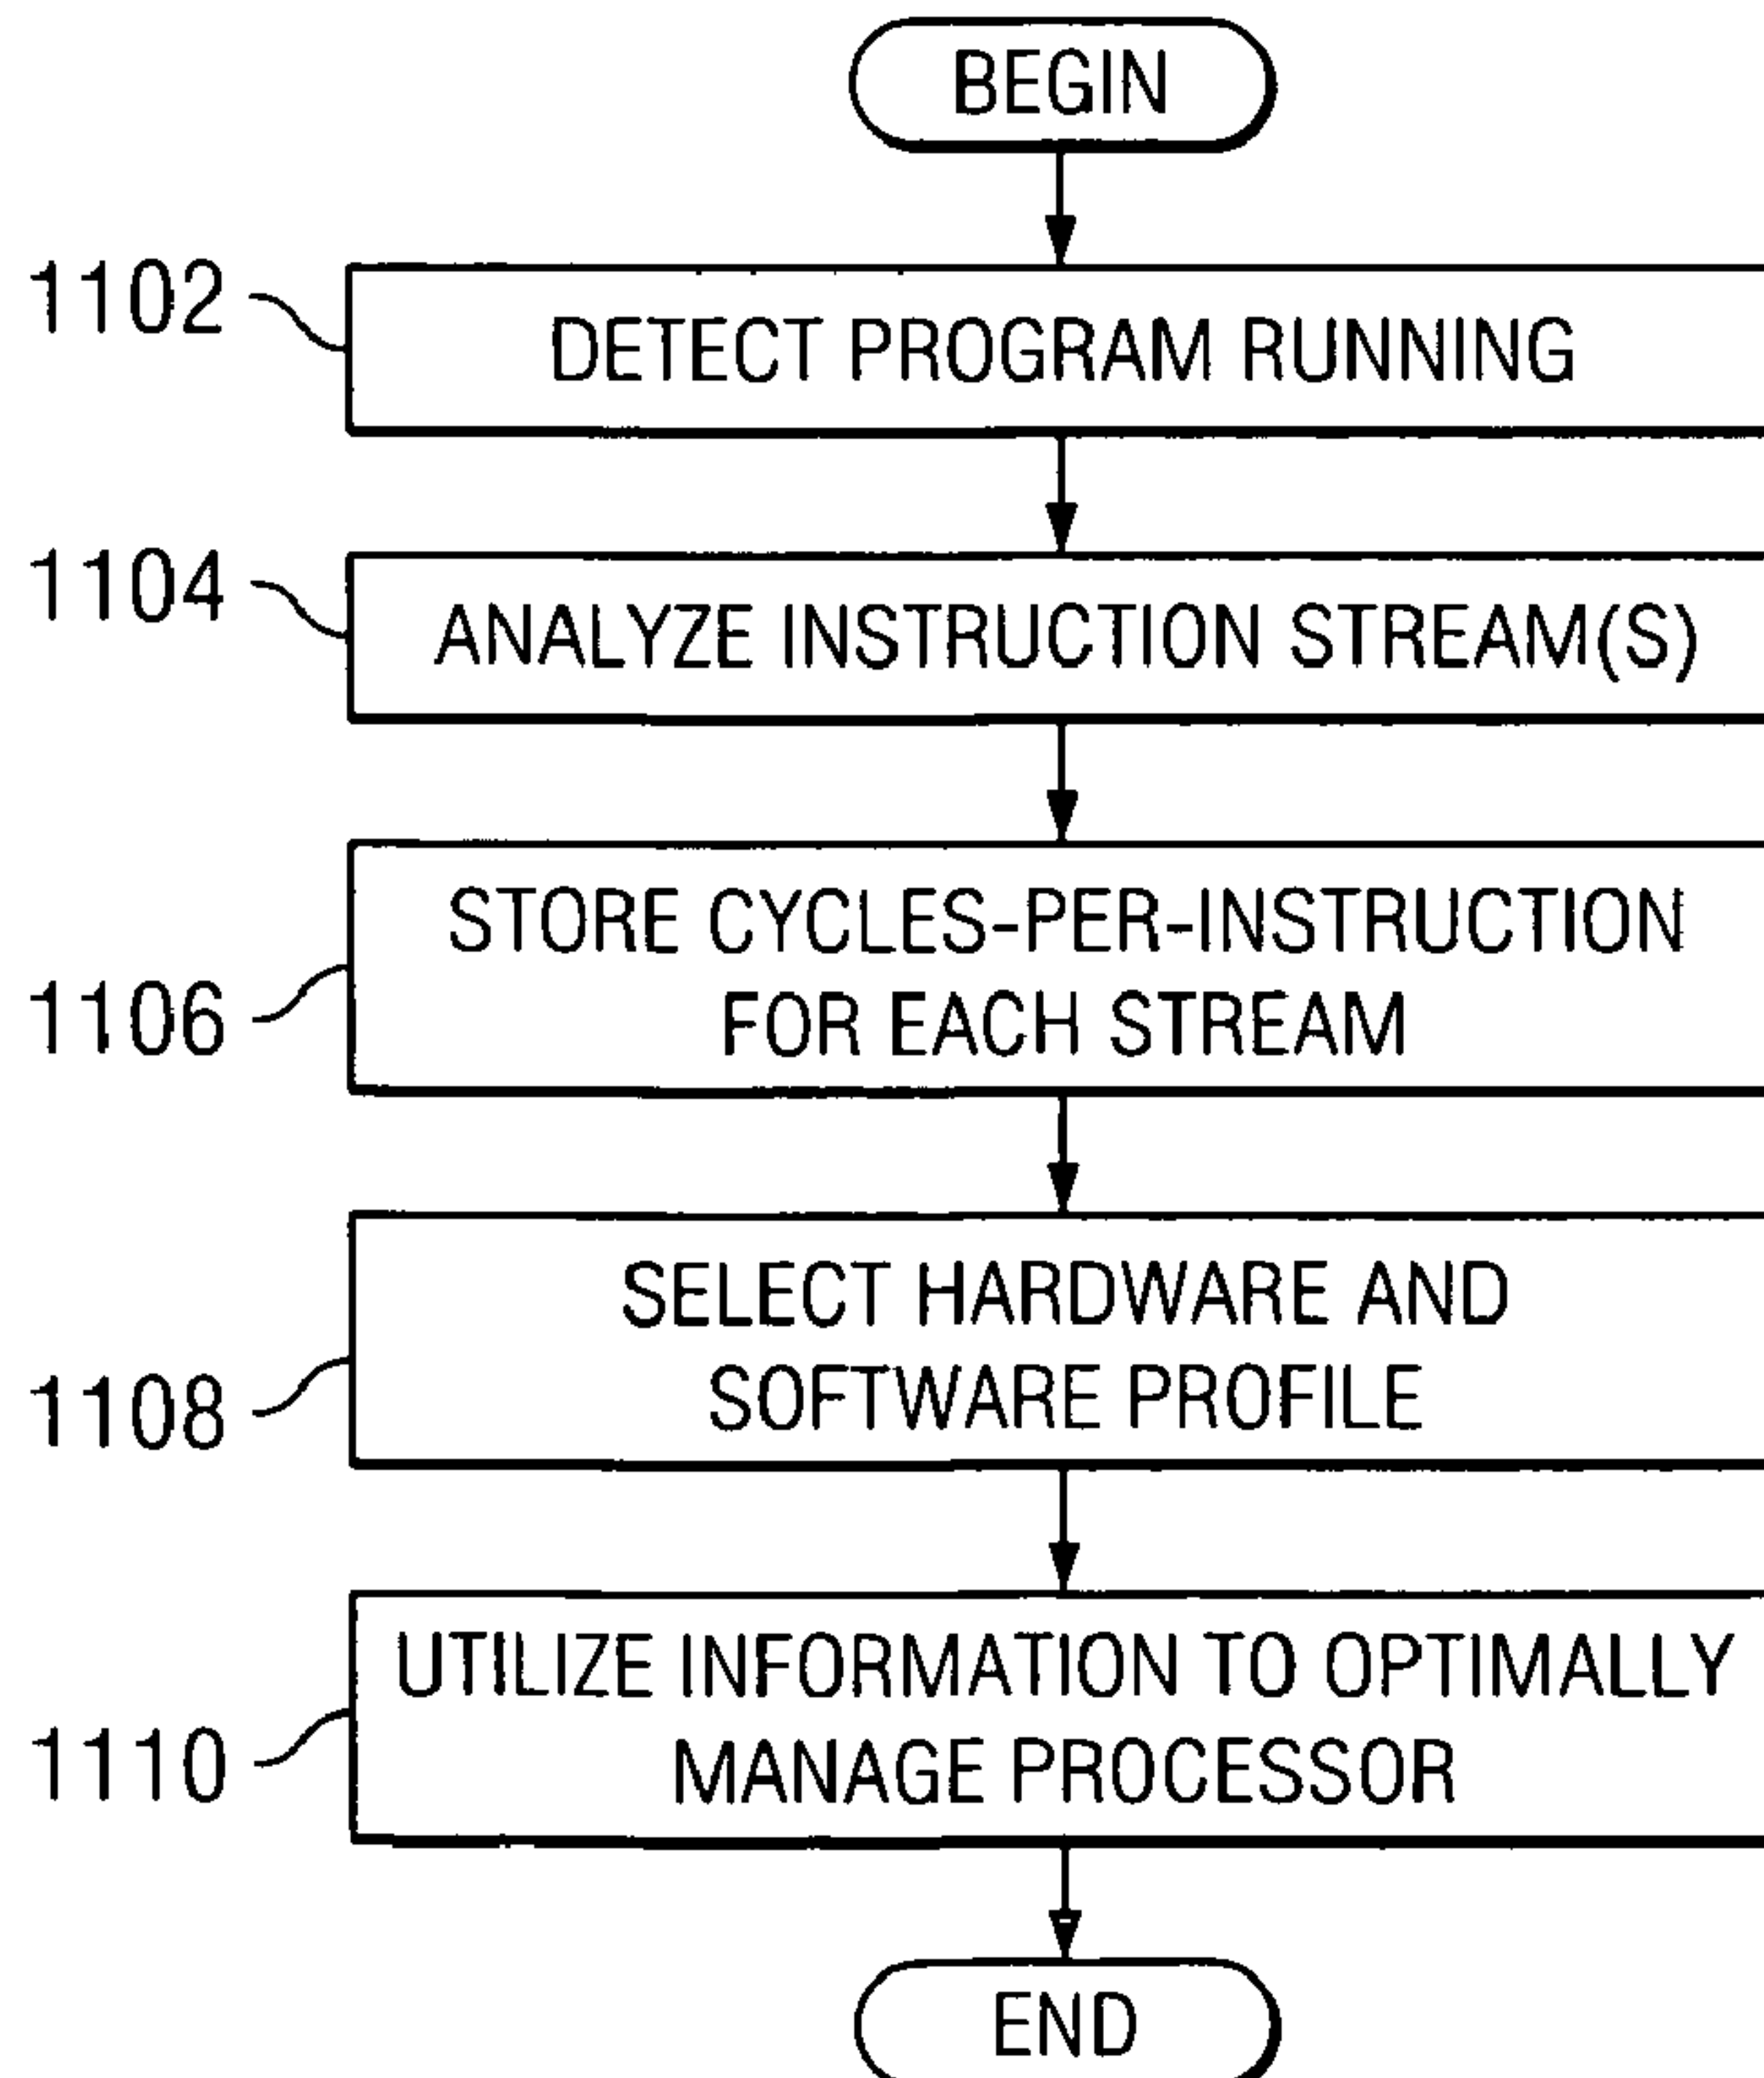 BEGIN
1102
DETECT PROGRAM RUNNING
1104
ANALYZE INSTRUCTION STREAM(S)
STORE CYCLES-PER-INSTRUCTION
FOR EACH STREAM
1106
SELECT HARDWARE AND
SOFTWARE PROFILE
1108
UTILIZE INFORMATION TO OPTIMALLY
MANAGE PROCESSOR
1110
END